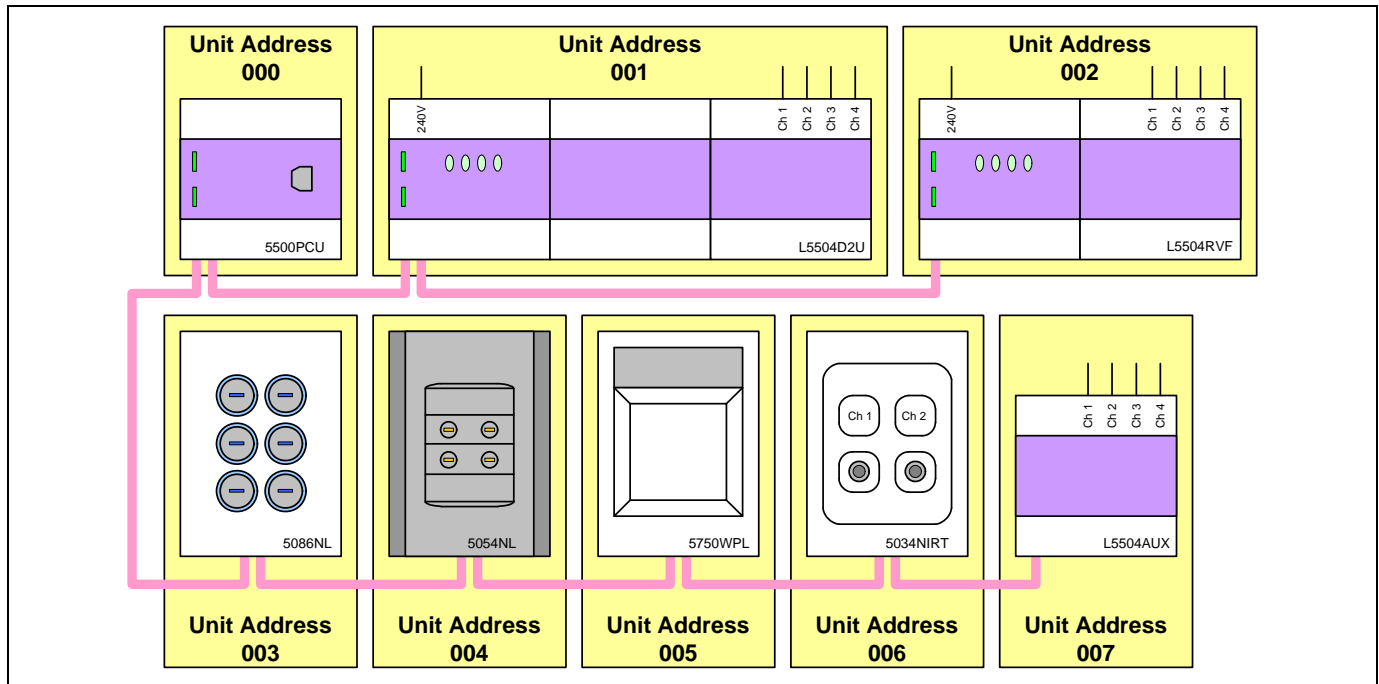 Unit Address
000
5500PCU
Unit Address
001
240V
Ch 1
Ch 2
Ch 3
Ch 4
L5504D2U
Unit Address
002
240V
Ch 1
Ch 2
Ch 3
Ch 4
L5504RVF
5086NL
Unit Address
003
5054NL
Unit Address
004
5750WPL
Unit Address
005
Ch 1
Ch 2
5034NIRT
Unit Address
006
Ch 1
Ch 2
Ch 3
Ch 4
L5504AUX
Unit Address
007